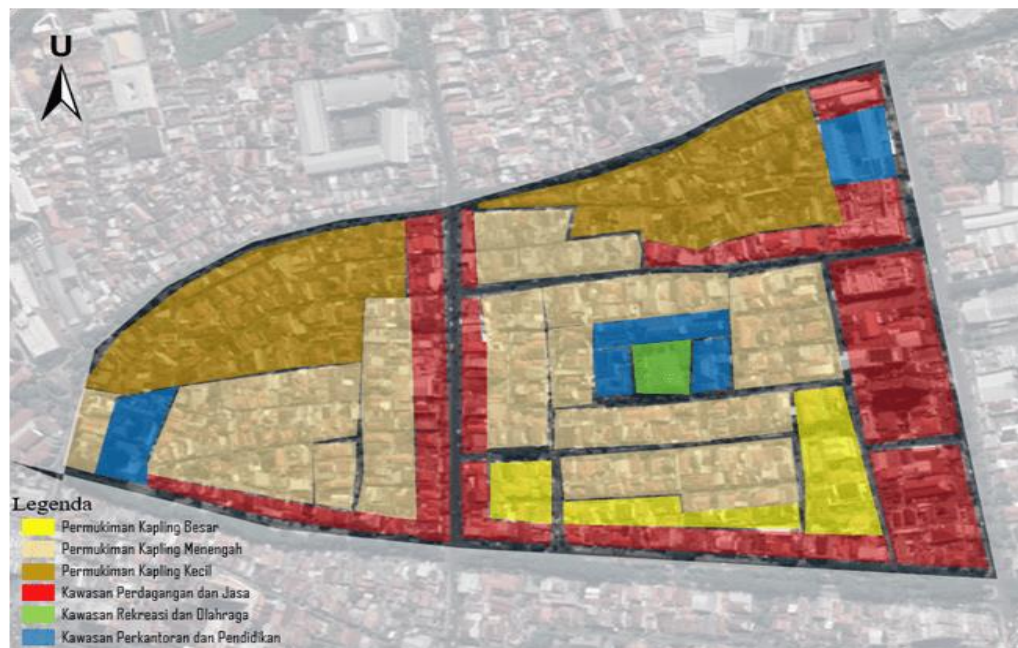 U
Legenda
Permukiman Kapling Besar
Permukiman Kapling Menengah
Permukiman Kapling Kecil
Kawasan Perdagangan dan Jasa
Kawasan Rekreasi dan Olahraga
Kawasan Perkantoran dan Pendidikan